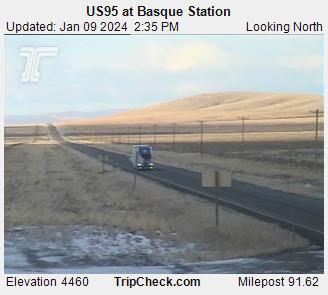 US95 at Basque Station
Updated: Jan 09 2024 2:35 PM Looking North
Elevation 4460 TripCheck.com Milepost 91.62